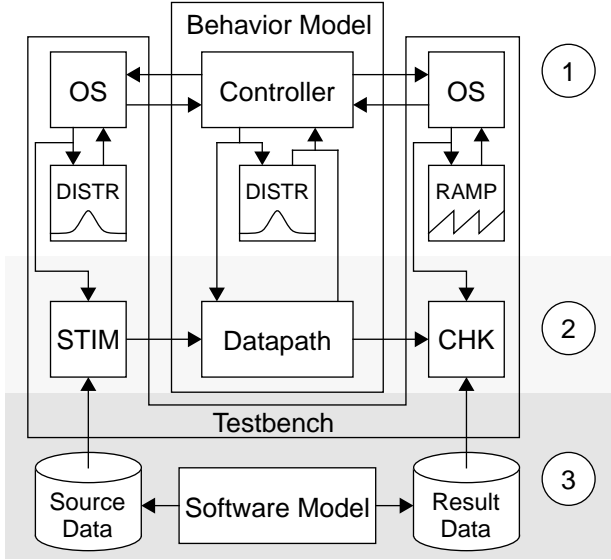 Behavior Model
1
OS
Controller
OS
DISTR
DISTR
RAMP
2
STIM
Datapath
CHK
Testbench
3
Source
Data
Software Model
Result
Data